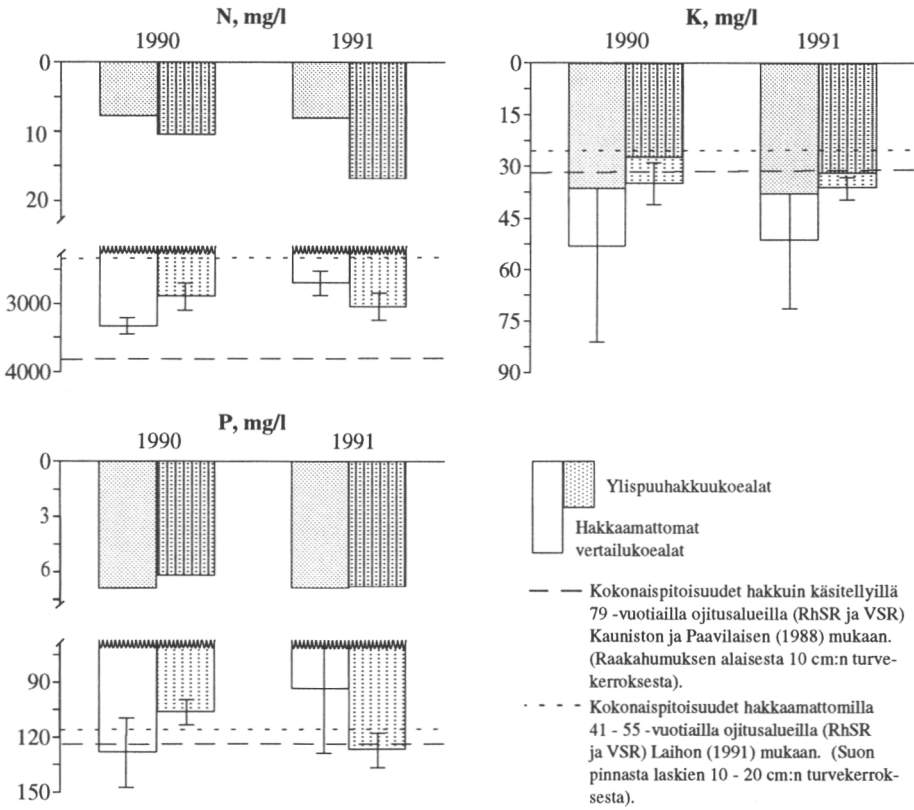 N, mg/l
1990
1991
0
10
20
3000
4000
K, mg/l
1990
1991
0
15
25
30
45
60
75
90
P, mg/l
1990
1991
0
3
6
90
120
150
Ylispuuhakkuukoealat
Hakkaamattomat
vertailukoealat
Kokonaispitoisuudet hakkuin käsitellyillä
79 -vuotiailla ojitusalueilla (RhSR ja VSR)
Kauniston ja Paavilaisen (1988) mukaan.
(Raakahumuksen alaisesta 10 cm:n turve-
kerroksesta).
Kokonaispitoisuudet hakkaamattomilla
41 - 55 -vuotiailla ojitusalueilla (RhSR
ja VSR) Laihon (1991) mukaan. (Suon
pinnasta laskien 10 - 20 cm:n turvekerrok-
sesta).